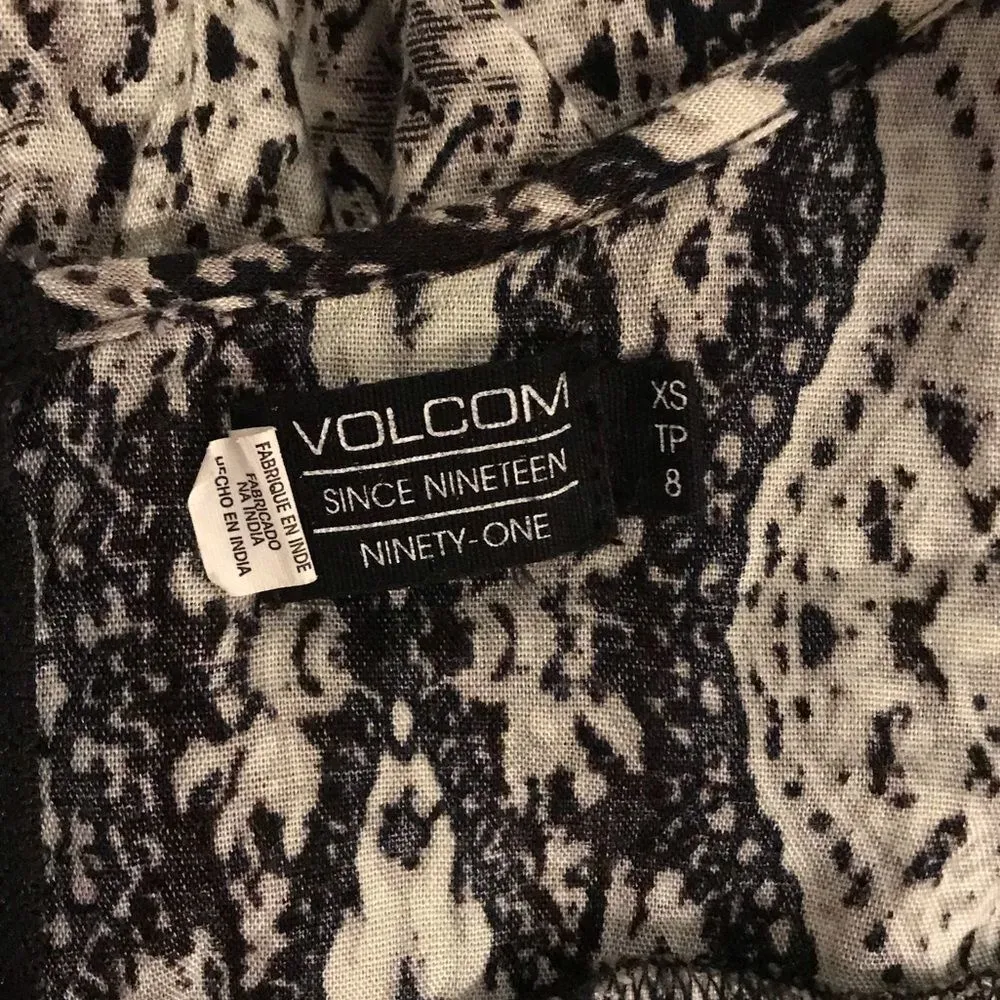 VOLCOM
SINCE NINETEEN
NINETY-ONE
XS
TP
8
FABRIQUE EN INDE
FABRICADO
NA INDIA
HECHO EN INDIA